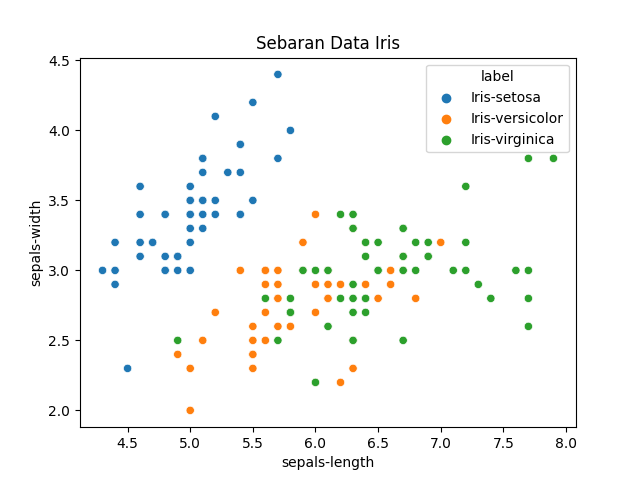 Sebaran Data Iris
label
Iris-setosa
Iris-versicolor
Iris-virginica
sepals-width
4.5
4.0
3.5
3.0
2.5
2.0
4.5 5.0 5.5 6.0 6.5 7.0 7.5 8.0
sepals-length